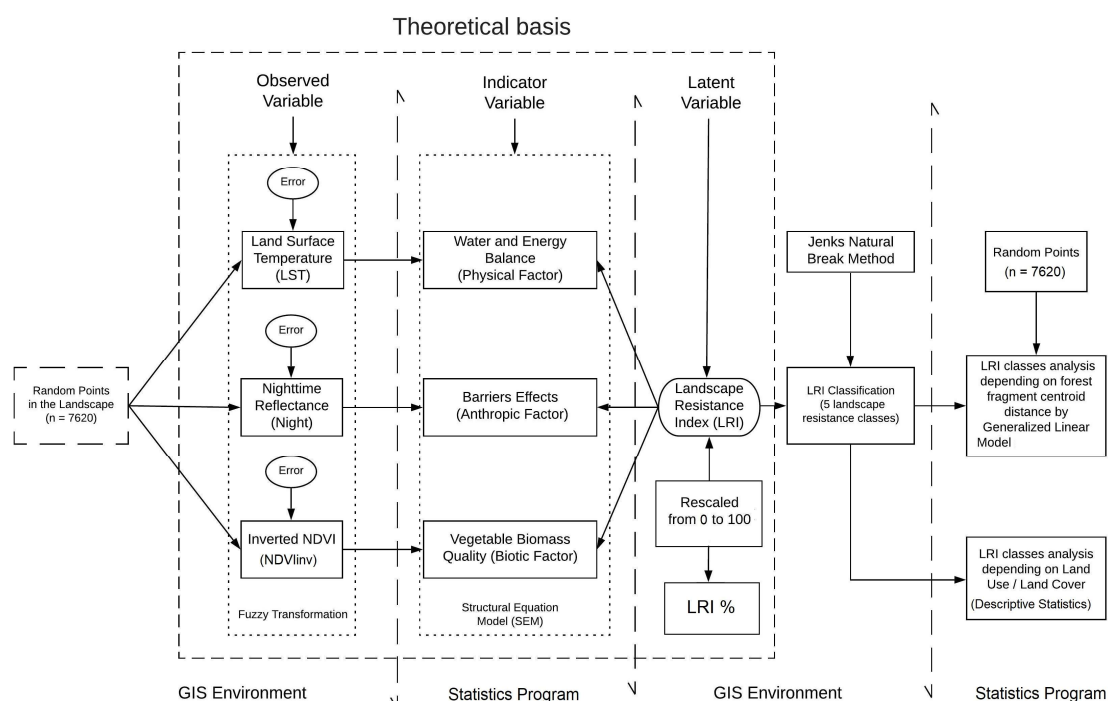 Theoretical basis
Observed
Variable
Indicator
Variable
Latent
Variable
Error
Land Surface
Temperature
(LST)
Water and Energy
Balance
(Physical Factor)
Jenks Natural
Break Method
Random Points
(n = 7620)
Error
Random Points
in the Landscape
(n = 7620)
Nighttime
Reflectance
(Night)
Barriers Effects
(Anthropic Factor)
Landscape
Resistance
Index (LRI)
LRI Classification
(5 landscape
resistance classes)
LRI classes analysis
depending on forest
fragment centroid
distance by
Generalized Linear
Model
Error
Inverted NDVI
(NDVIinv)
Vegetable Biomass
Quality (Biotic Factor)
Rescaled
from 0 to 100
LRI %
LRI classes analysis
depending on Land
Use / Land Cover
(Descriptive Statistics)
Fuzzy Transformation
Structural Equation
Model (SEM)
GIS Environment
Statistics Program
GIS Environment
Statistics Program